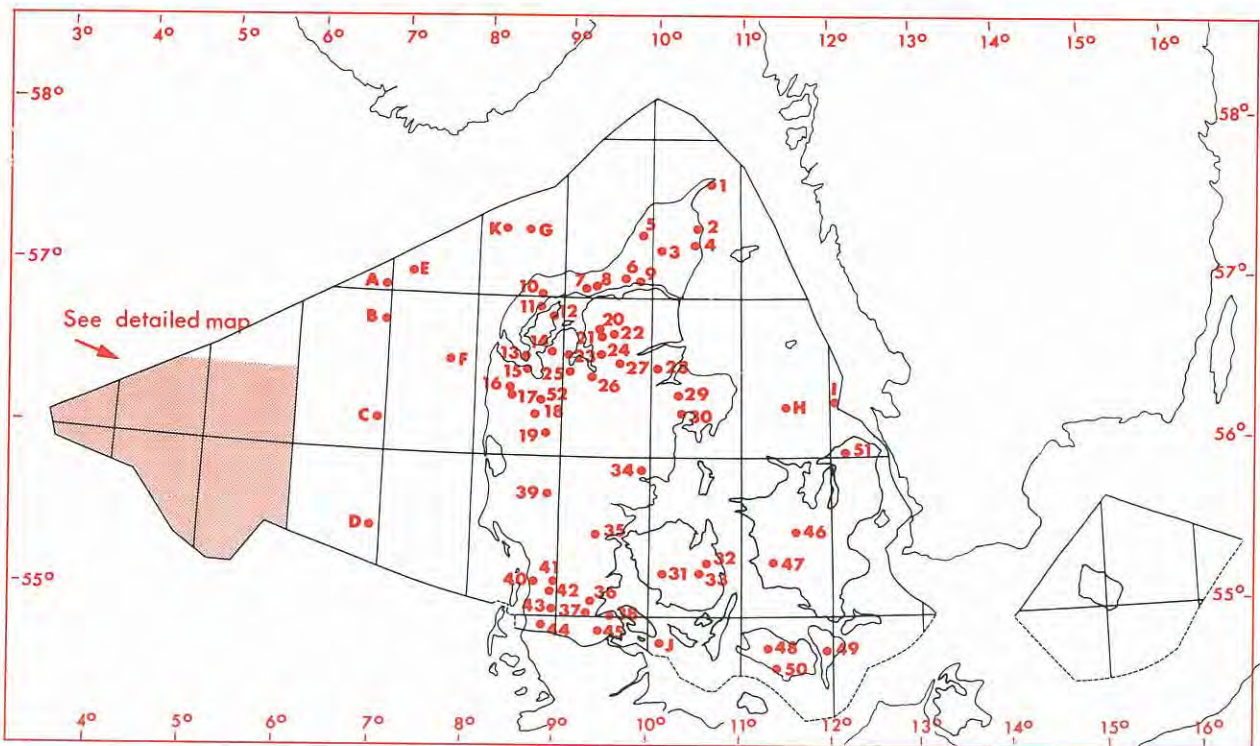 3° 4° 5° 6° 7° 8° 9° 10° 11° 12° 13° 14° 15° 16°
58° 58°
1
K G 5 2
3 4
57° 57°
A E 6 9
10 7 8
B 11 12
See detailed map
20
21 22
14
F 13 23 24
15 25 27 28
16 26
17 52 29 I
C 18 30 H
19 56°
51
34
39
D 35 46
32
47
55° 40 41 31 33 55°
42 36
43 37 38
44 45 J 48 49
50
4° 5° 6° 7° 8° 9° 10° 11° 12° 13° 14° 15° 16°